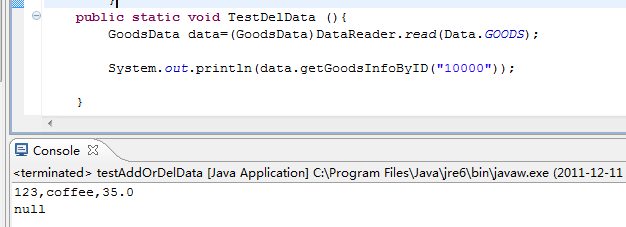 }
public static void TestDelData (){
GoodsData data=(GoodsData)DataReader.read(Data.GOODS);
System.out.println(data.getGoodsInfoByID("10000"));
}
Console
<terminated> testAddOrDelData [Java Application] C:\Program Files\Java\jre6\bin\javaw.exe (2011-12-11
123,coffee,35.0
null